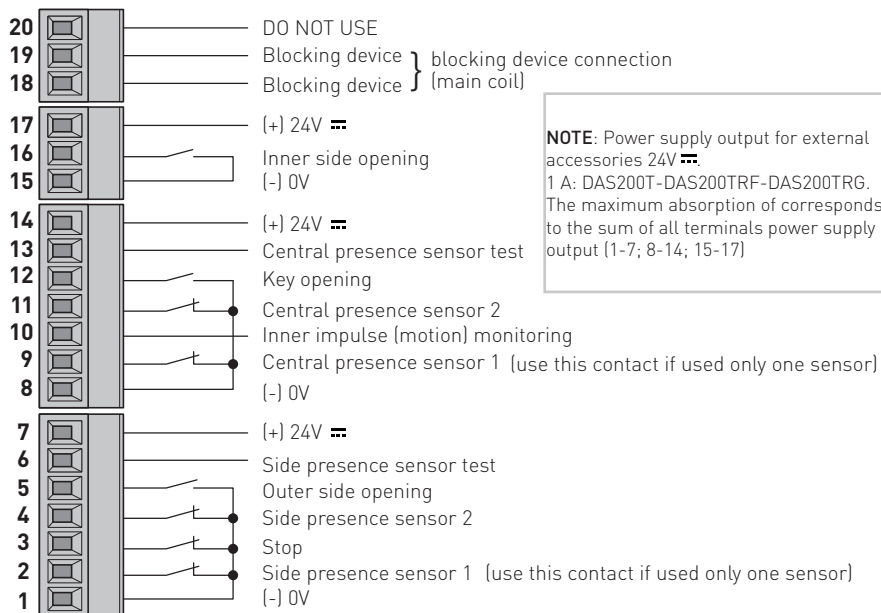 20 DO NOT USE
19 Blocking device
18 Blocking device
} blocking device connection
(main coil)
17 (+) 24V ⎓
16 Inner side opening
15 (-) 0V
NOTE: Power supply output for external
accessories 24V ⎓.
1 A: DAS200T-DAS200TRF-DAS200TRG.
The maximum absorption of corresponds
to the sum of all terminals power supply
output (1-7; 8-14; 15-17)
14 (+) 24V ⎓
13 Central presence sensor test
12 Key opening
11 Central presence sensor 2
10 Inner impulse (motion) monitoring
9 Central presence sensor 1 (use this contact if used only one sensor)
8 (-) 0V
7 (+) 24V ⎓
6 Side presence sensor test
5 Outer side opening
4 Side presence sensor 2
3 Stop
2 Side presence sensor 1 (use this contact if used only one sensor)
1 (-) 0V